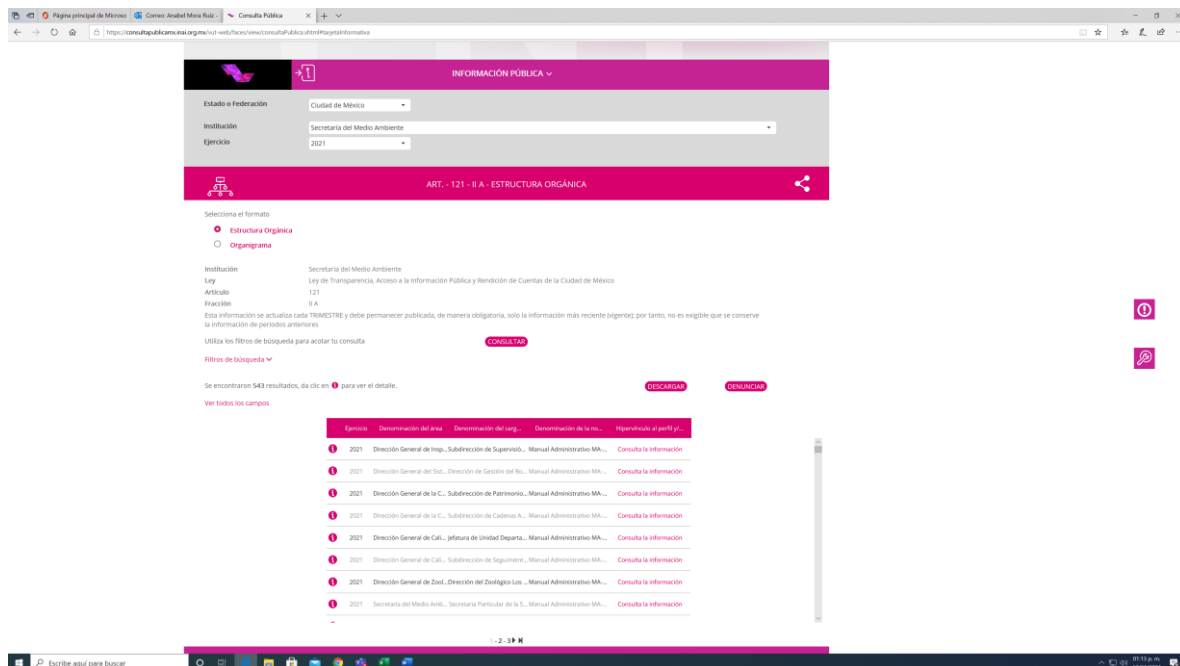 Página principal de Microso
Correo: Anabel Mora Ruiz -
Consulta Pública
https://consultapublicamx.inai.org.mx/vut-web/faces/view/consultaPublica.xhtml#tarjetaInformativa
INFORMACIÓN PÚBLICA
Estado o Federación
Ciudad de México
Institución
Secretaría del Medio Ambiente
Ejercicio
2021
ART. - 121 - II A - ESTRUCTURA ORGÁNICA
Selecciona el formato
Estructura Orgánica
Organigrama
Institución Secretaría del Medio Ambiente
Ley Ley de Transparencia, Acceso a la Información Pública y Rendición de Cuentas de la Ciudad de México
Artículo 121
Fracción II A
Esta información se actualiza cada TRIMESTRE y debe permanecer publicada, de manera obligatoria, solo la información más reciente (vigente); por tanto, no es exigible que se conserve
la información de periodos anteriores
Utiliza los filtros de búsqueda para acotar tu consulta CONSULTAR
Filtros de búsqueda
Se encontraron 543 resultados, da clic en i para ver el detalle. DESCARGAR DENUNCIAR
Ver todos los campos
Ejercicio Denominación del área Denominación del carg... Denominación de la no... Hipervínculo al perfil y/...
2021 Dirección General de Insp... Subdirección de Supervisió... Manual Administrativo MA-... Consulta la información
2021 Dirección General del Sist... Dirección de Gestión del Bo... Manual Administrativo MA-... Consulta la información
2021 Dirección General de la C... Subdirección de Patrimonio... Manual Administrativo MA-... Consulta la información
2021 Dirección General de la C... Subdirección de Cadenas A... Manual Administrativo MA-... Consulta la información
2021 Dirección General de Cali... Jefatura de Unidad Departa... Manual Administrativo MA-... Consulta la información
2021 Dirección General de Cali... Subdirección de Seguimient... Manual Administrativo MA-... Consulta la información
2021 Dirección General de Zool... Dirección del Zoológico Los ... Manual Administrativo MA-... Consulta la información
2021 Secretaría del Medio Amb... Secretaría Particular de la S... Manual Administrativo MA-... Consulta la información
1 - 2 - 3
Escribe aquí para buscar
01:13 p. m.